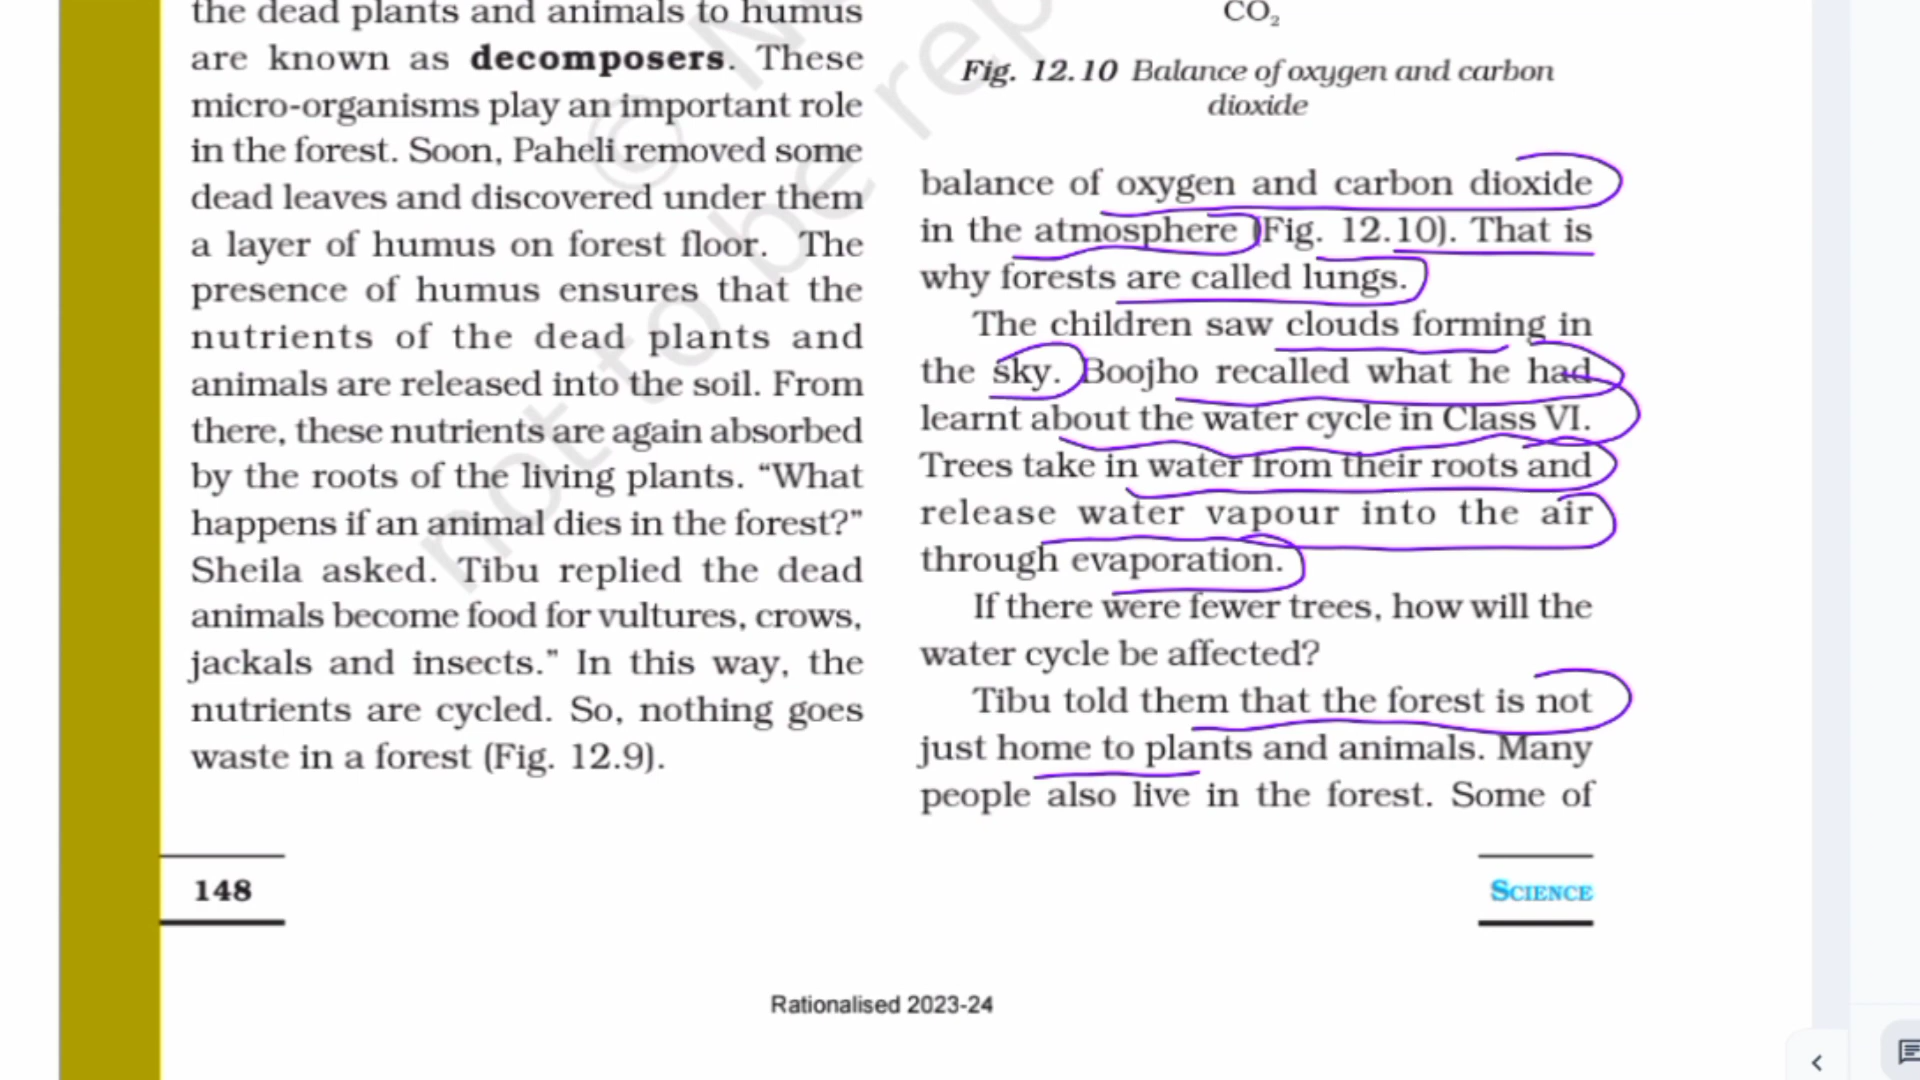 the dead plants and animals to humus
are known as decomposers. These
micro-organisms play an important role
in the forest. Soon, Paheli removed some
dead leaves and discovered under them
a layer of humus on forest floor. The
presence of humus ensures that the
nutrients of the dead plants and
animals are released into the soil. From
there, these nutrients are again absorbed
by the roots of the living plants. “What
happens if an animal dies in the forest?”
Sheila asked. Tibu replied the dead
animals become food for vultures, crows,
jackals and insects.” In this way, the
nutrients are cycled. So, nothing goes
waste in a forest (Fig. 12.9).
CO₂
Fig. 12.10 Balance of oxygen and carbon
dioxide
balance of oxygen and carbon dioxide
in the atmosphere (Fig. 12.10). That is
why forests are called lungs.
The children saw clouds forming in
the sky. Boojho recalled what he had
learnt about the water cycle in Class VI.
Trees take in water from their roots and
release water vapour into the air
through evaporation.
If there were fewer trees, how will the
water cycle be affected?
Tibu told them that the forest is not
just home to plants and animals. Many
people also live in the forest. Some of
148
SCIENCE
Rationalised 2023-24
not to be rep
©